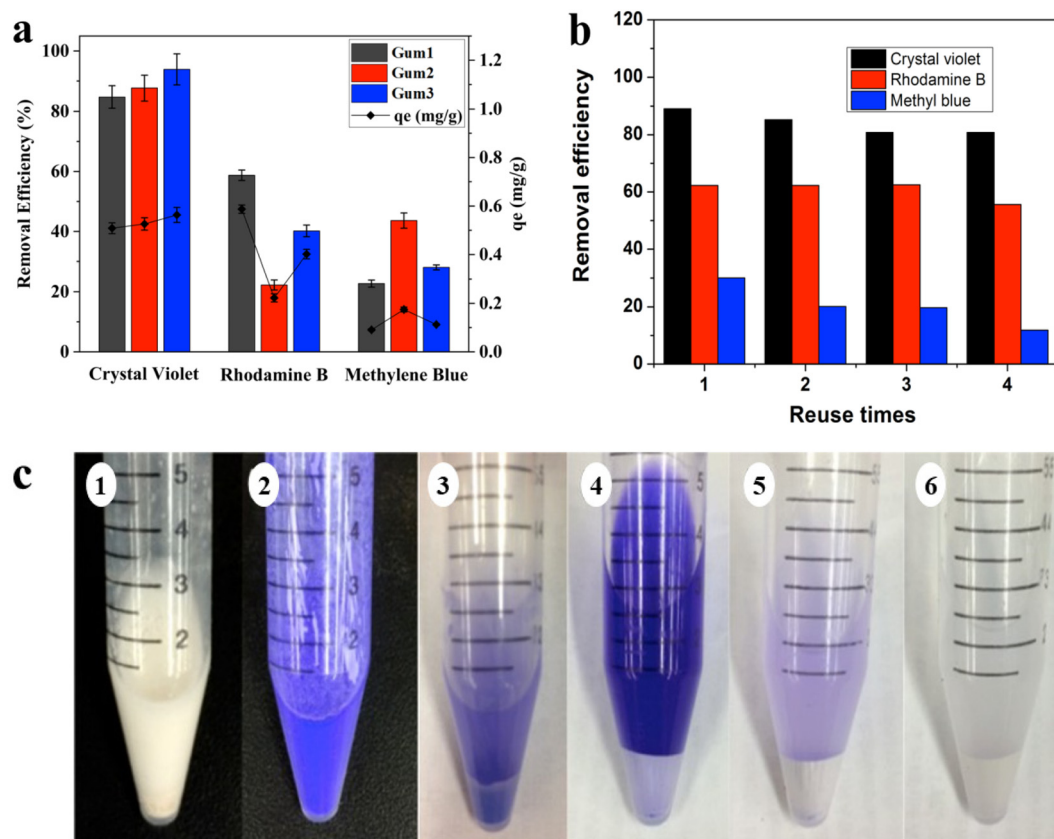 a
Removal Efficiency (%)
100
80
60
40
20
0
Gum1
Gum2
Gum3
qe (mg/g)
1.2
1.0
0.8
0.6
0.4
0.2
0.0
qe (mg/g)
Crystal Violet
Rhodamine B
Methylene Blue
b
Removal efficiency
120
100
80
60
40
20
0
Crystal violet
Rhodamine B
Methyl blue
1
2
3
4
Reuse times
c
1
5
4
3
2
2
5
4
3
2
3
4
5
4
5
6